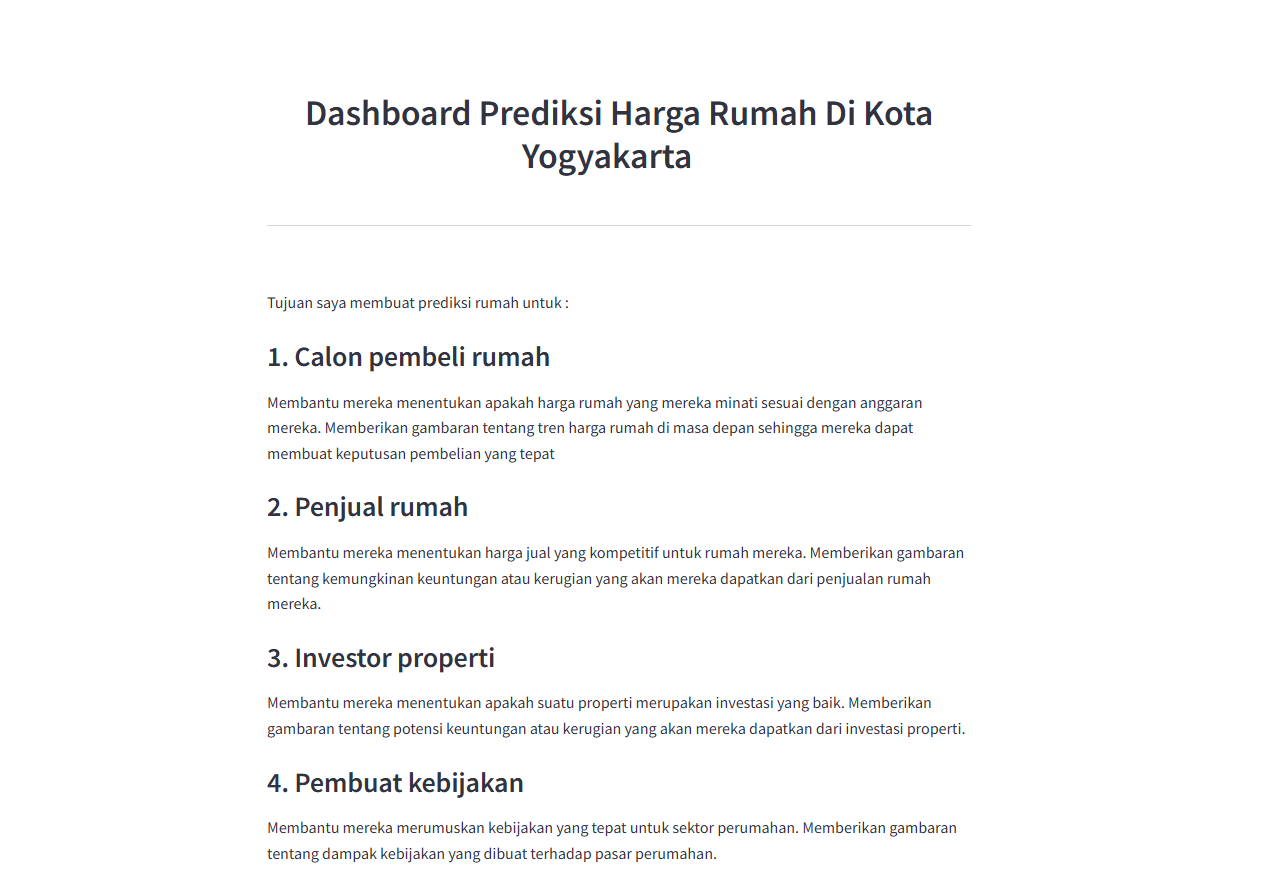 Dashboard Prediksi Harga Rumah Di Kota
Yogyakarta
Tujuan saya membuat prediksi rumah untuk :
1. Calon pembeli rumah
Membantu mereka menentukan apakah harga rumah yang mereka minati sesuai dengan anggaran
mereka. Memberikan gambaran tentang tren harga rumah di masa depan sehingga mereka dapat
membuat keputusan pembelian yang tepat
2. Penjual rumah
Membantu mereka menentukan harga jual yang kompetitif untuk rumah mereka. Memberikan gambaran
tentang kemungkinan keuntungan atau kerugian yang akan mereka dapatkan dari penjualan rumah
mereka.
3. Investor properti
Membantu mereka menentukan apakah suatu properti merupakan investasi yang baik. Memberikan
gambaran tentang potensi keuntungan atau kerugian yang akan mereka dapatkan dari investasi properti.
4. Pembuat kebijakan
Membantu mereka merumuskan kebijakan yang tepat untuk sektor perumahan. Memberikan gambaran
tentang dampak kebijakan yang dibuat terhadap pasar perumahan.